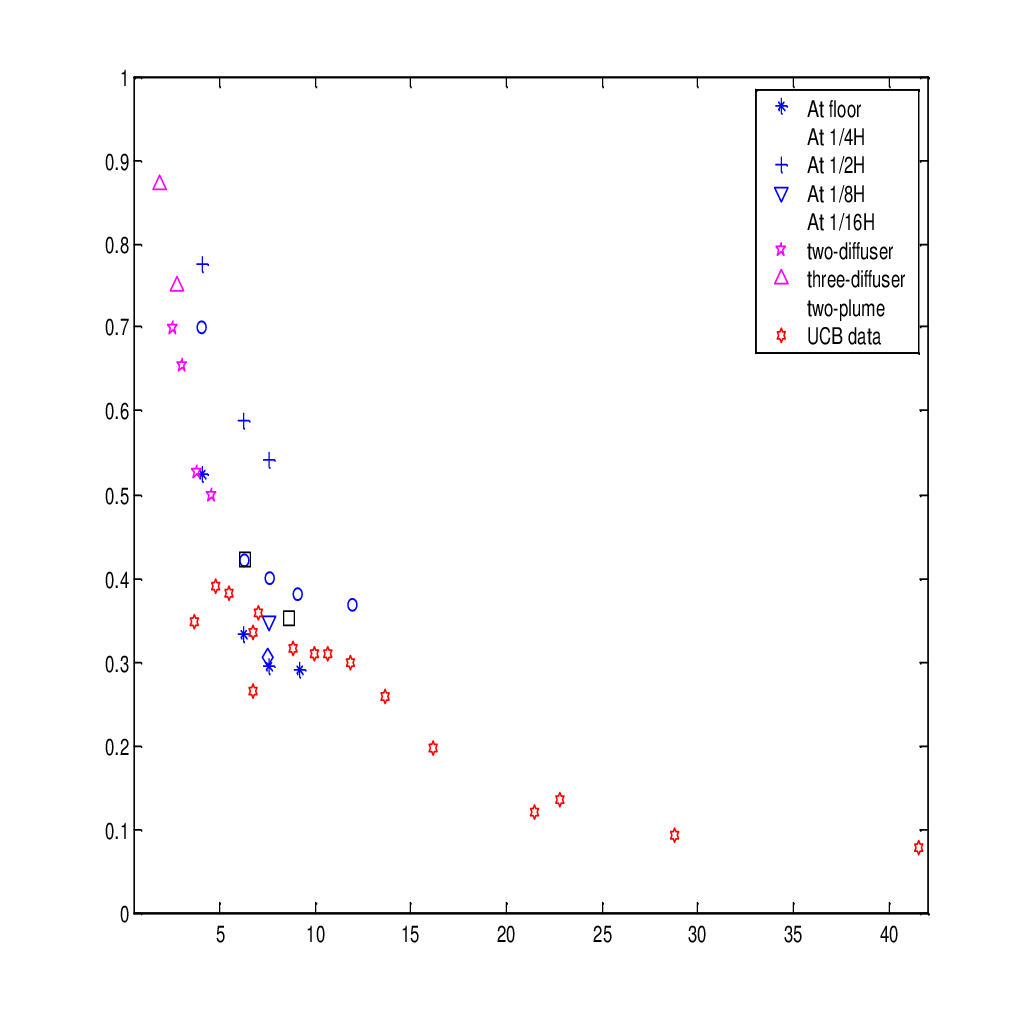 1
0.9
0.8
0.7
0.6
0.5
0.4
0.3
0.2
0.1
0
5 10 15 20 25 30 35 40
At floor
At 1/4H
At 1/2H
At 1/8H
At 1/16H
two-diffuser
three-diffuser
two-plume
UCB data